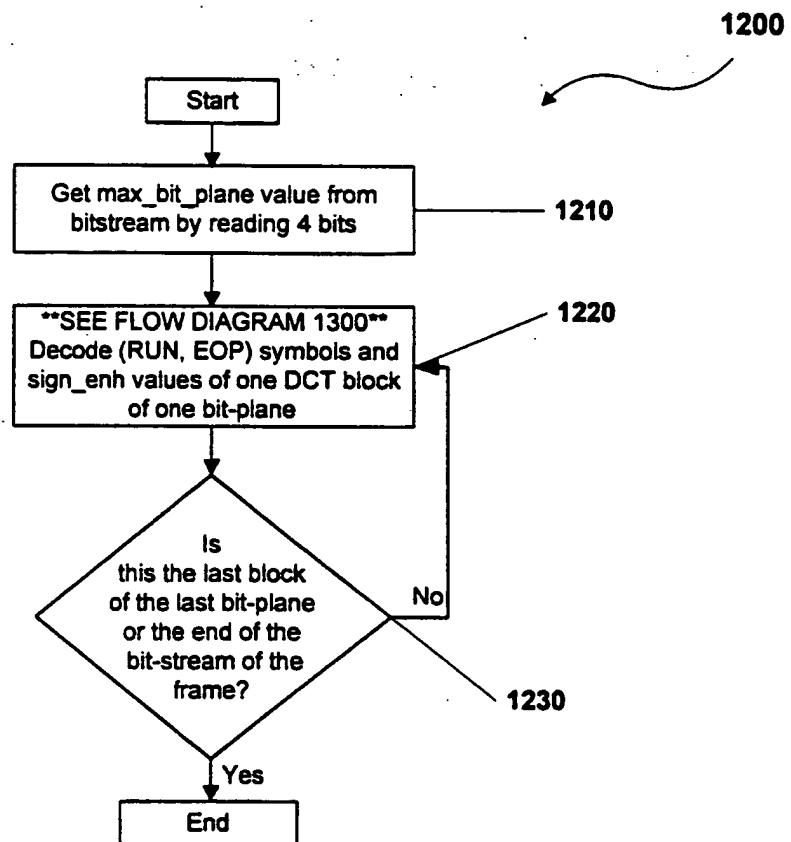 1200
Start
Get max_bit_plane value from
bitstream by reading 4 bits
1210
**SEE FLOW DIAGRAM 1300**
Decode (RUN, EOP) symbols and
sign_enh values of one DCT block
of one bit-plane
1220
Is
this the last block
of the last bit-plane
or the end of the
bit-stream of the
frame?
No
1230
Yes
End